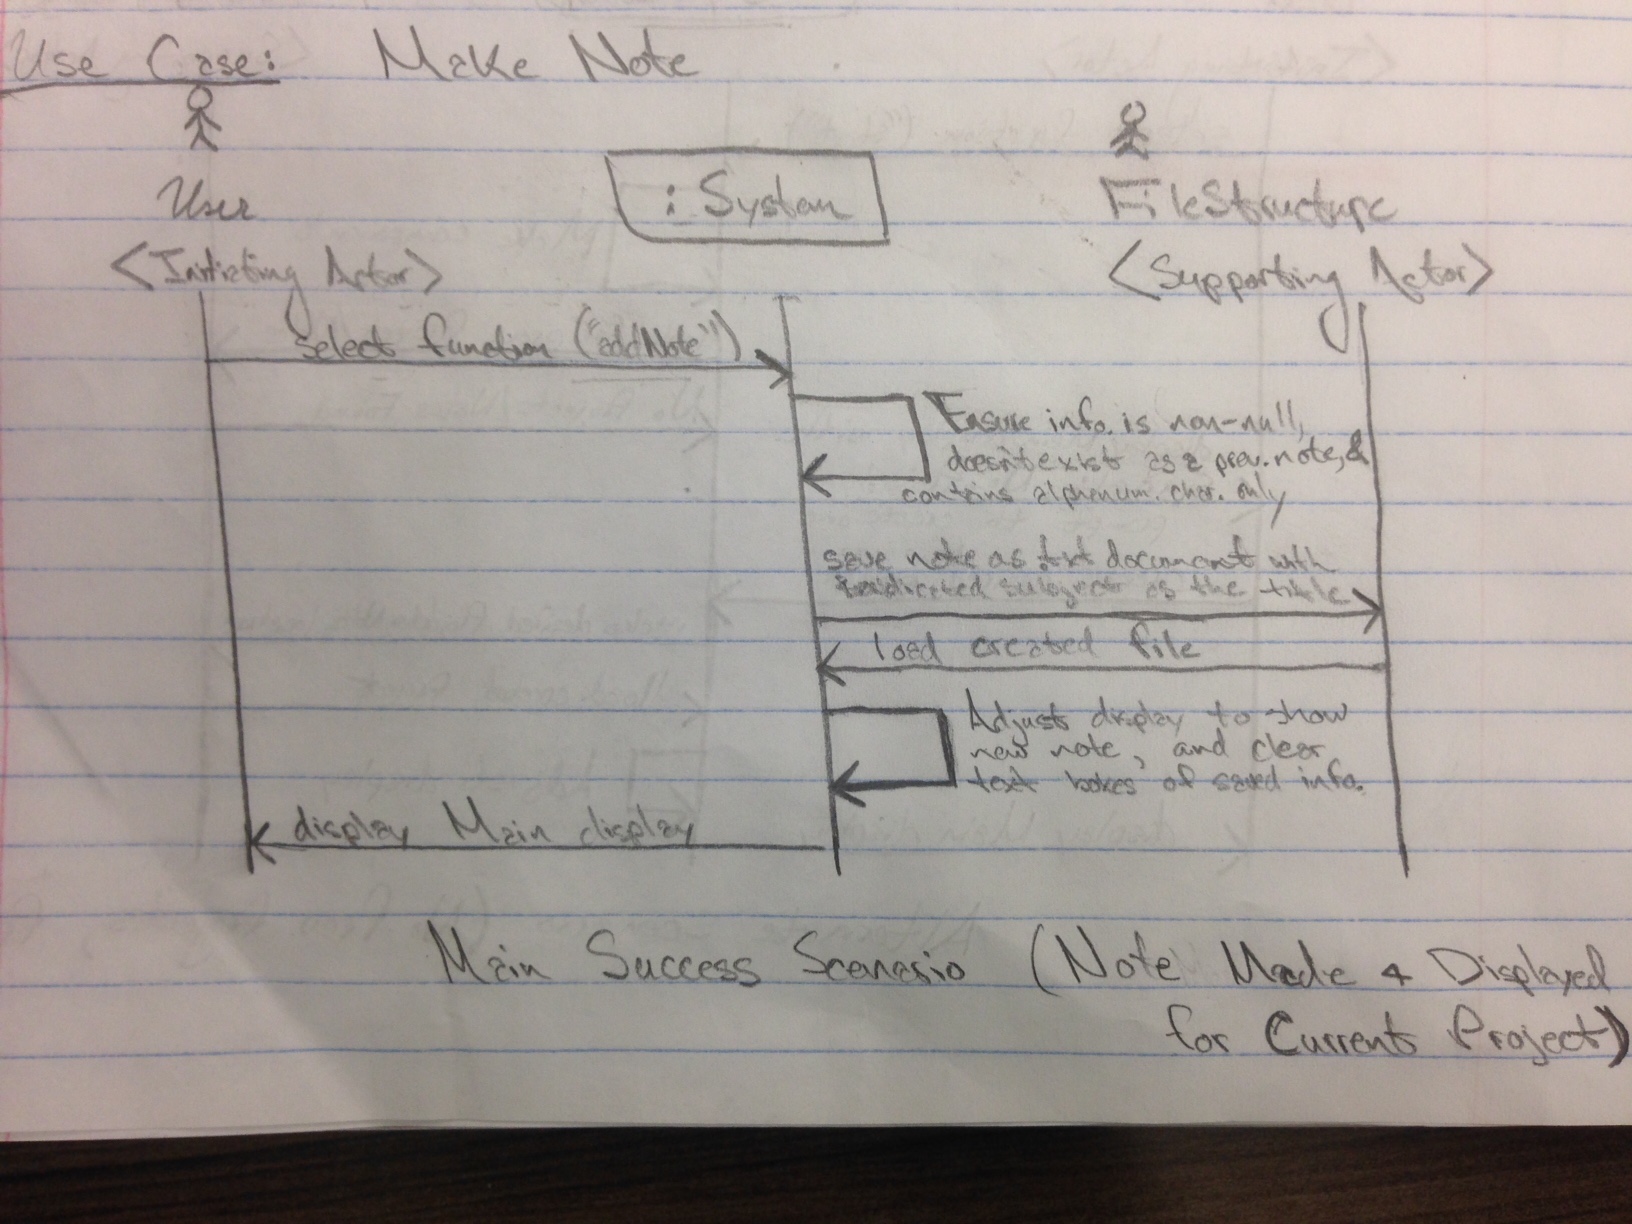 Use Case: Make Note
User
:System
FileStructure
<Initiating Actor>
<Supporting Actor>
select function ("addNote")
Ensure info. is non-null,
doesn't exist as a prev. note, &
contains alphanum. char. only
save note as .txt document with
indicated subject as the title
load created file
Adjust display to show
new note, and clear
text boxes of saved info.
display Main display
Main Success Scenario (Note Made & Displayed
for Current Project)